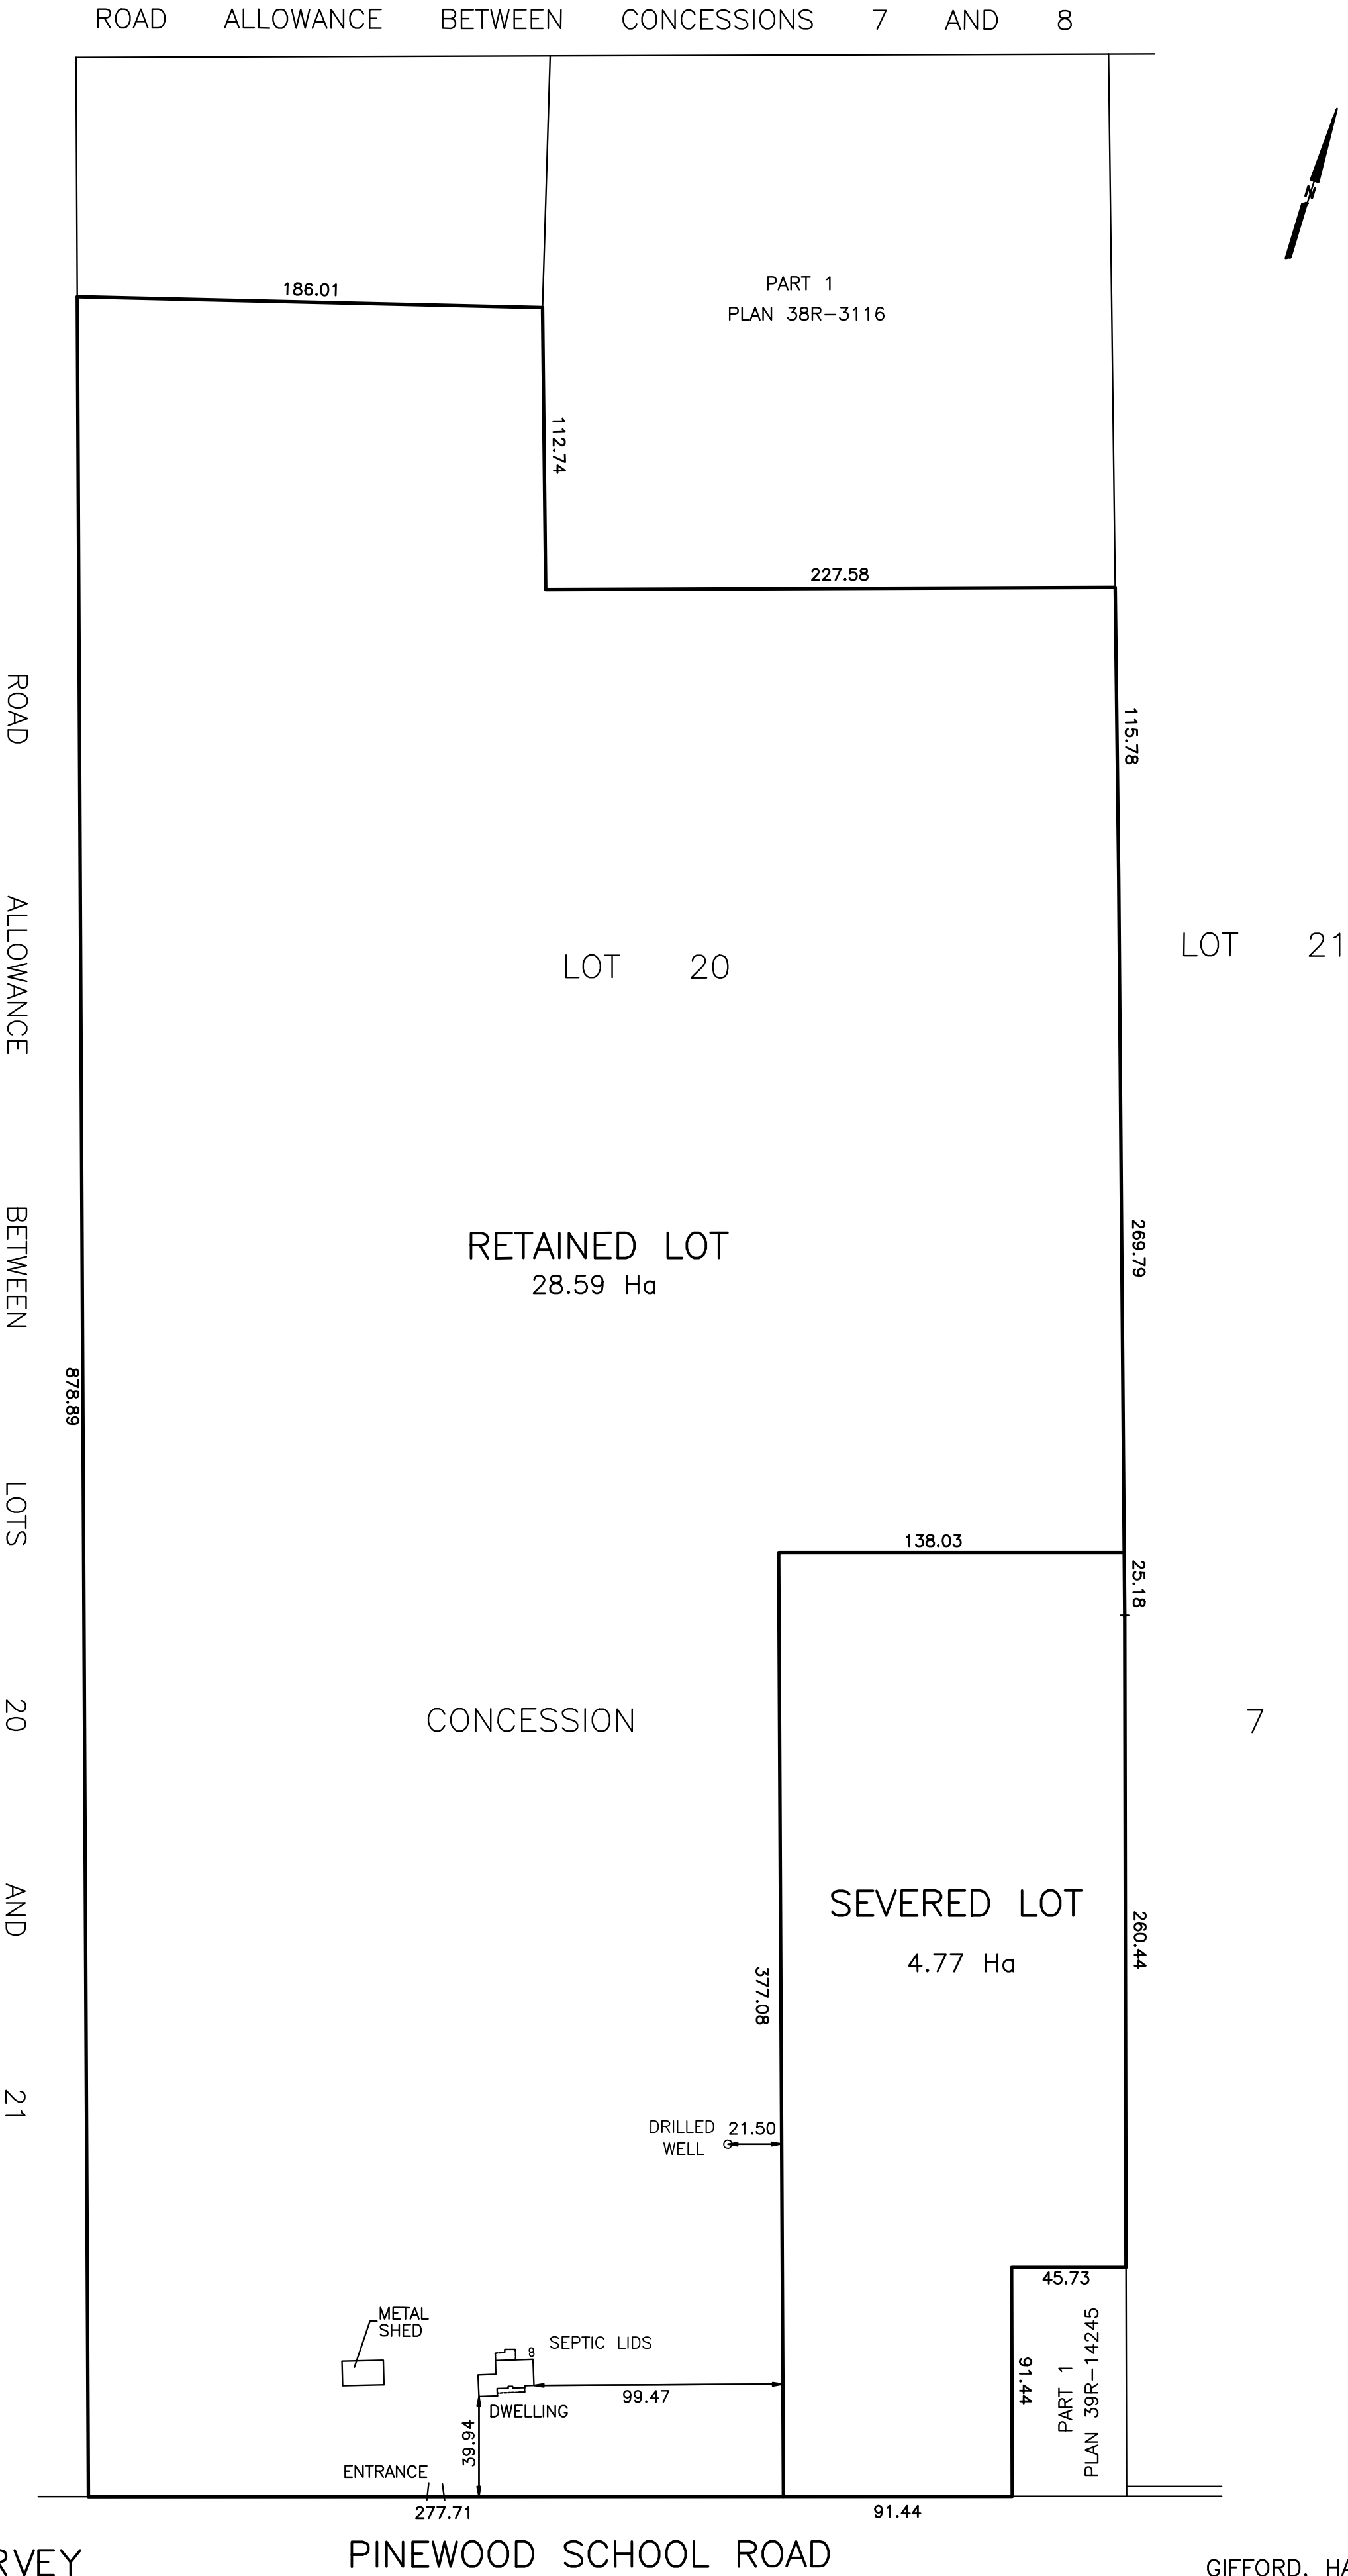 ROAD ALLOWANCE BETWEEN CONCESSIONS 7 AND 8
N
PART 1
PLAN 38R-3116
186.01
112.74
227.58
115.78
ROAD ALLOWANCE BETWEEN LOTS 20 AND 21
LOT 20
LOT 21
RETAINED LOT
28.59 Ha
269.79
878.89
138.03
25.18
CONCESSION 7
SEVERED LOT
4.77 Ha
260.44
377.08
DRILLED
WELL
21.50
45.73
METAL
SHED
SEPTIC LIDS
99.47
DWELLING
39.94
91.44
PART 1
PLAN 39R-14245
ENTRANCE
277.71
91.44
RVEY
PINEWOOD SCHOOL ROAD
GIFFORD, HA